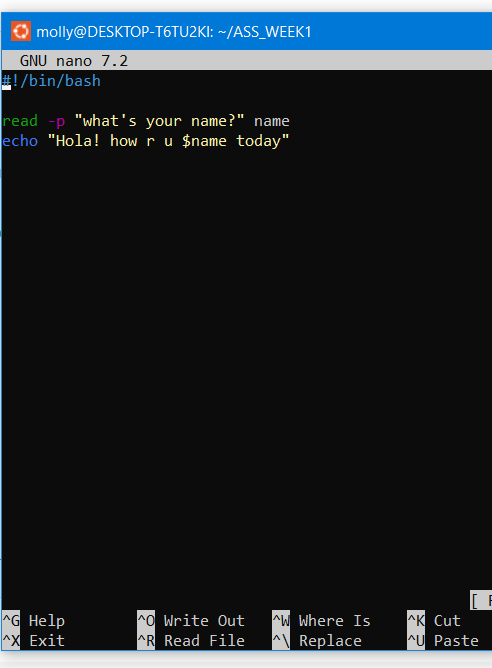 molly@DESKTOP-T6TU2KI: ~/ASS_WEEK1
GNU nano 7.2
#!/bin/bash
read -p "what's your name?" name
echo "Hola! how r u $name today"
[
^G Help ^O Write Out ^W Where Is ^K Cut
^X Exit ^R Read File ^\ Replace ^U Paste